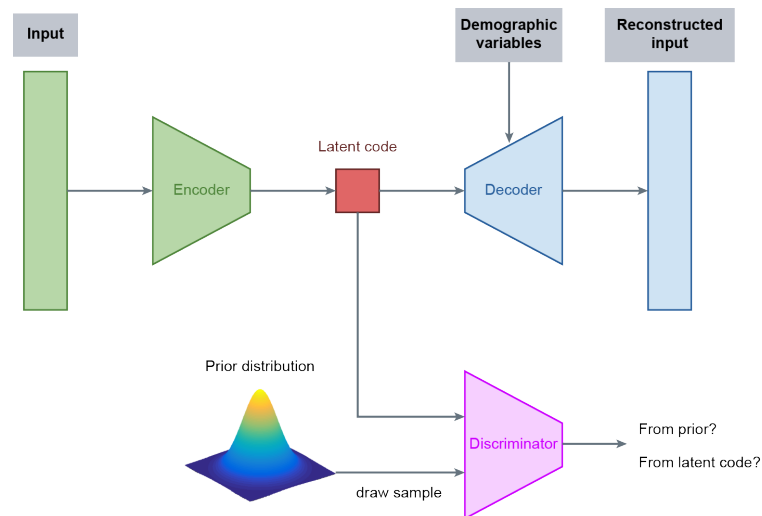 Input
Demographic
variables
Reconstructed
input
Latent code
Encoder
Decoder
Prior distribution
Discriminator
From prior?
From latent code?
draw sample